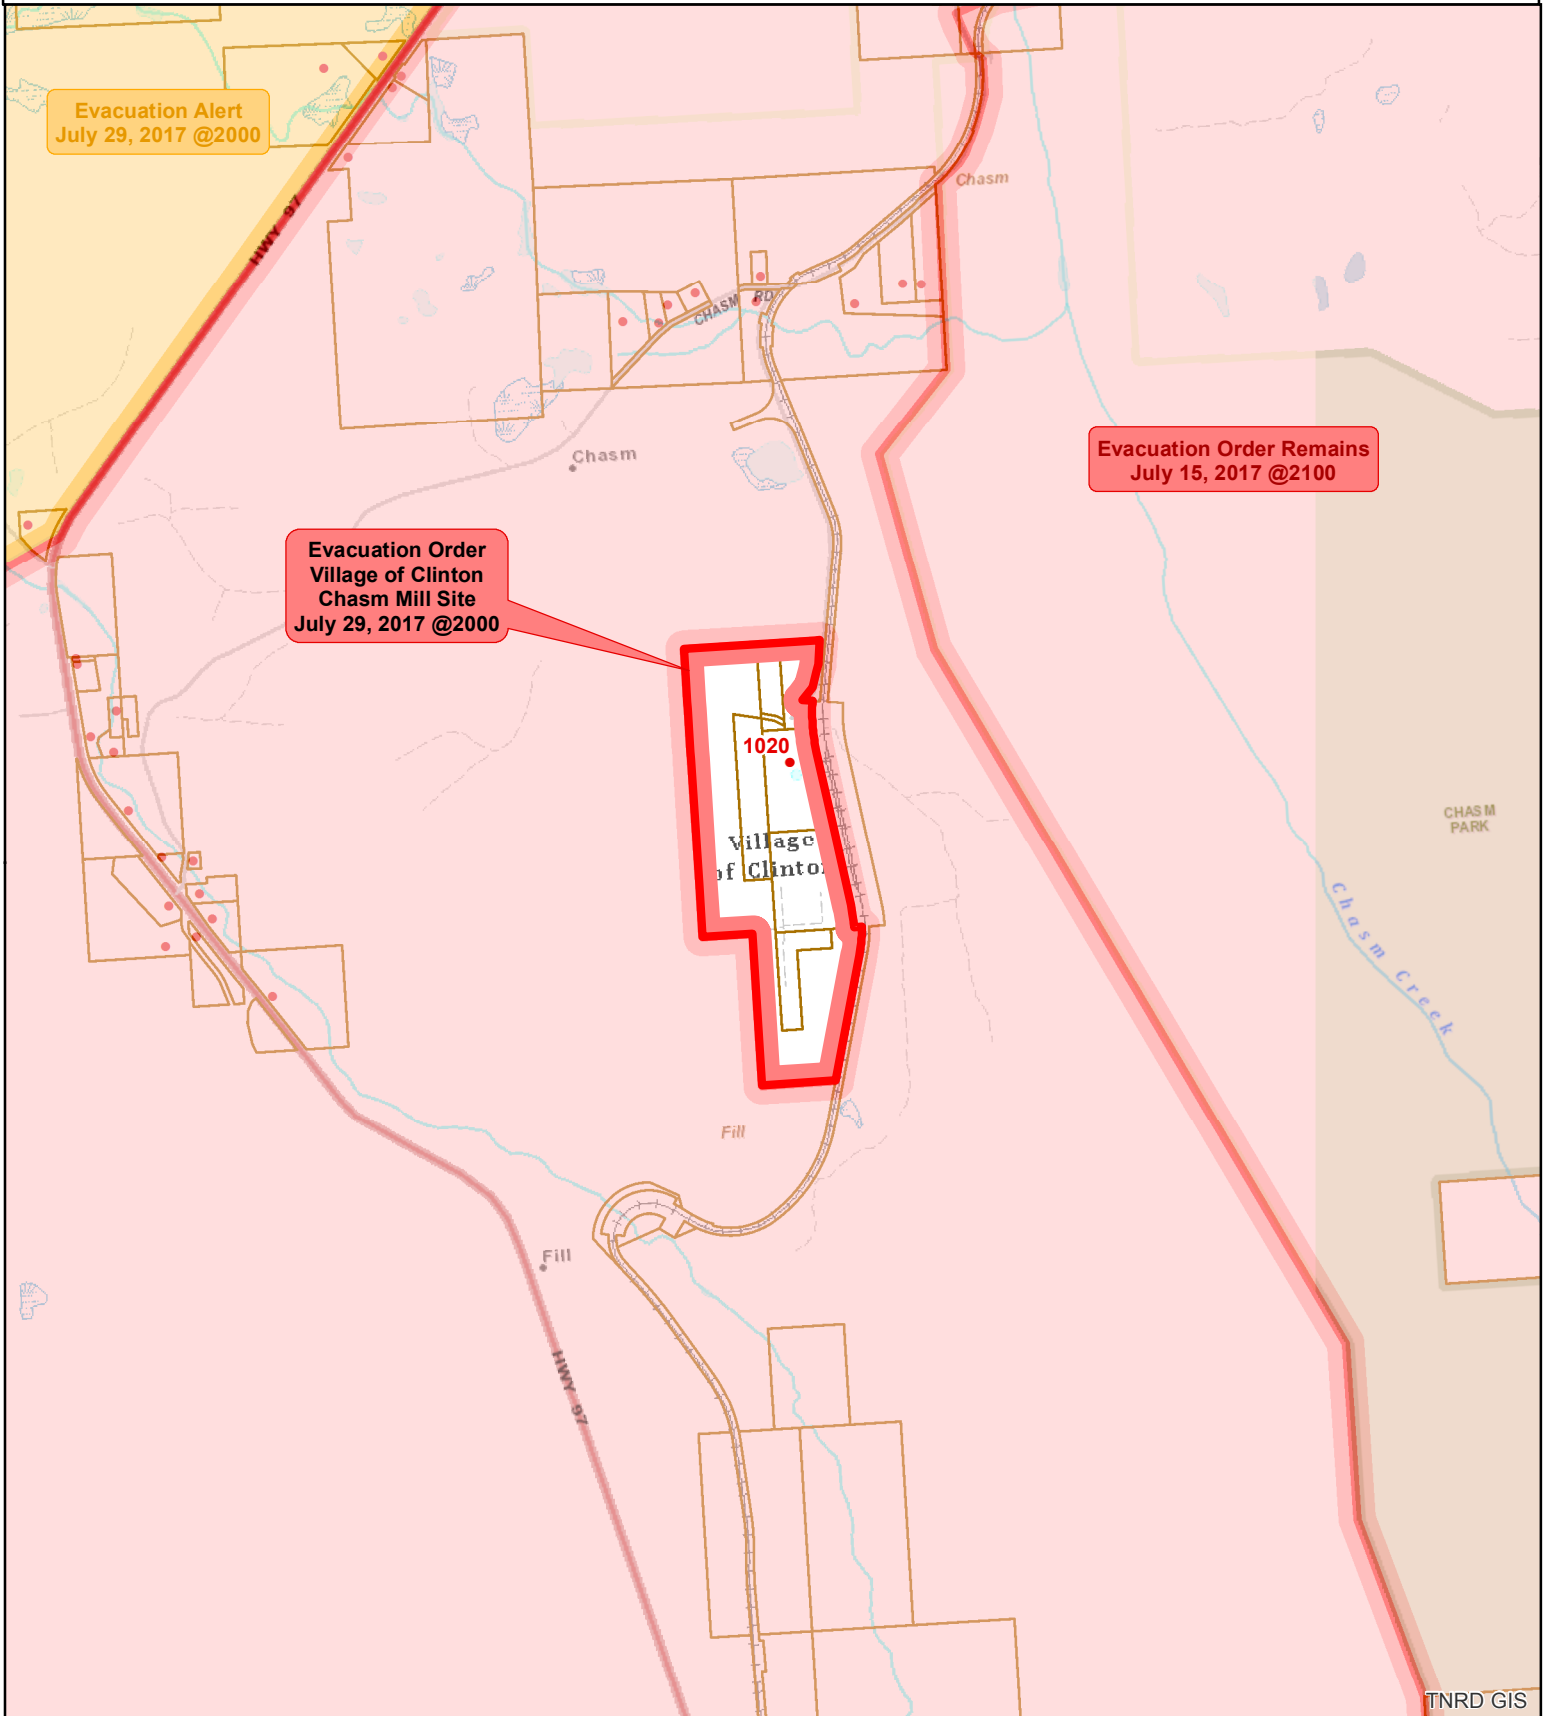 Evacuation Alert
July 29, 2017 @2000
HWY 97
Chasm
CHASM RD
Chasm
Evacuation Order Remains
July 15, 2017 @2100
Evacuation Order
Village of Clinton
Chasm Mill Site
July 29, 2017 @2000
1020
Village
of Clinton
CHASM
PARK
Chasm Creek
Fill
Fill
HWY 97
TNRD GIS